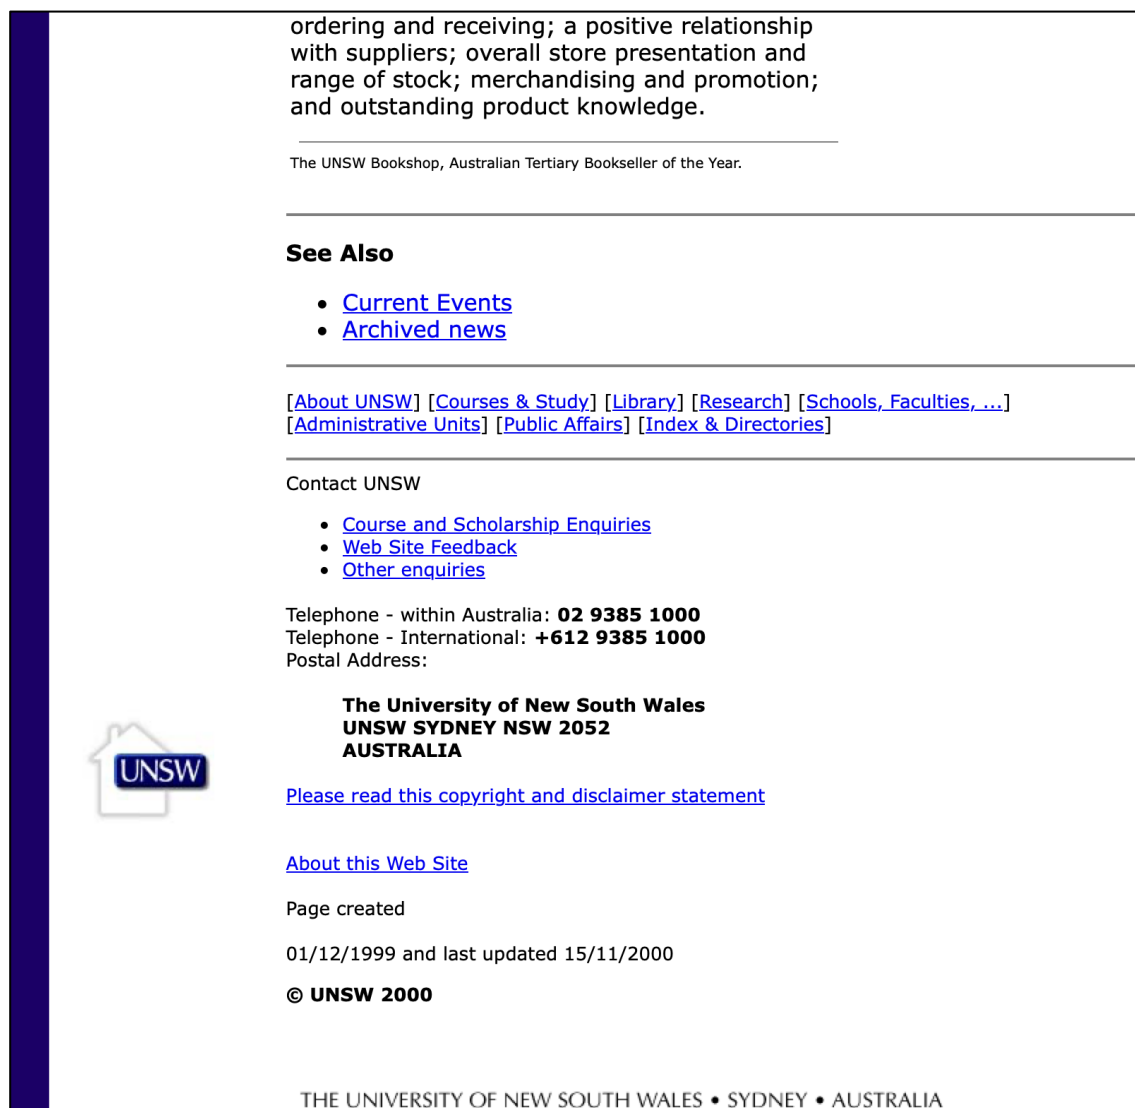 ordering and receiving; a positive relationship
with suppliers; overall store presentation and
range of stock; merchandising and promotion;
and outstanding product knowledge.
The UNSW Bookshop, Australian Tertiary Bookseller of the Year.
See Also
• Current Events
• Archived news
[About UNSW] [Courses & Study] [Library] [Research] [Schools, Faculties, ...]
[Administrative Units] [Public Affairs] [Index & Directories]
Contact UNSW
• Course and Scholarship Enquiries
• Web Site Feedback
• Other enquiries
Telephone - within Australia: 02 9385 1000
Telephone - International: +612 9385 1000
Postal Address:
The University of New South Wales
UNSW SYDNEY NSW 2052
AUSTRALIA
UNSW
Please read this copyright and disclaimer statement
About this Web Site
Page created
01/12/1999 and last updated 15/11/2000
© UNSW 2000
THE UNIVERSITY OF NEW SOUTH WALES • SYDNEY • AUSTRALIA